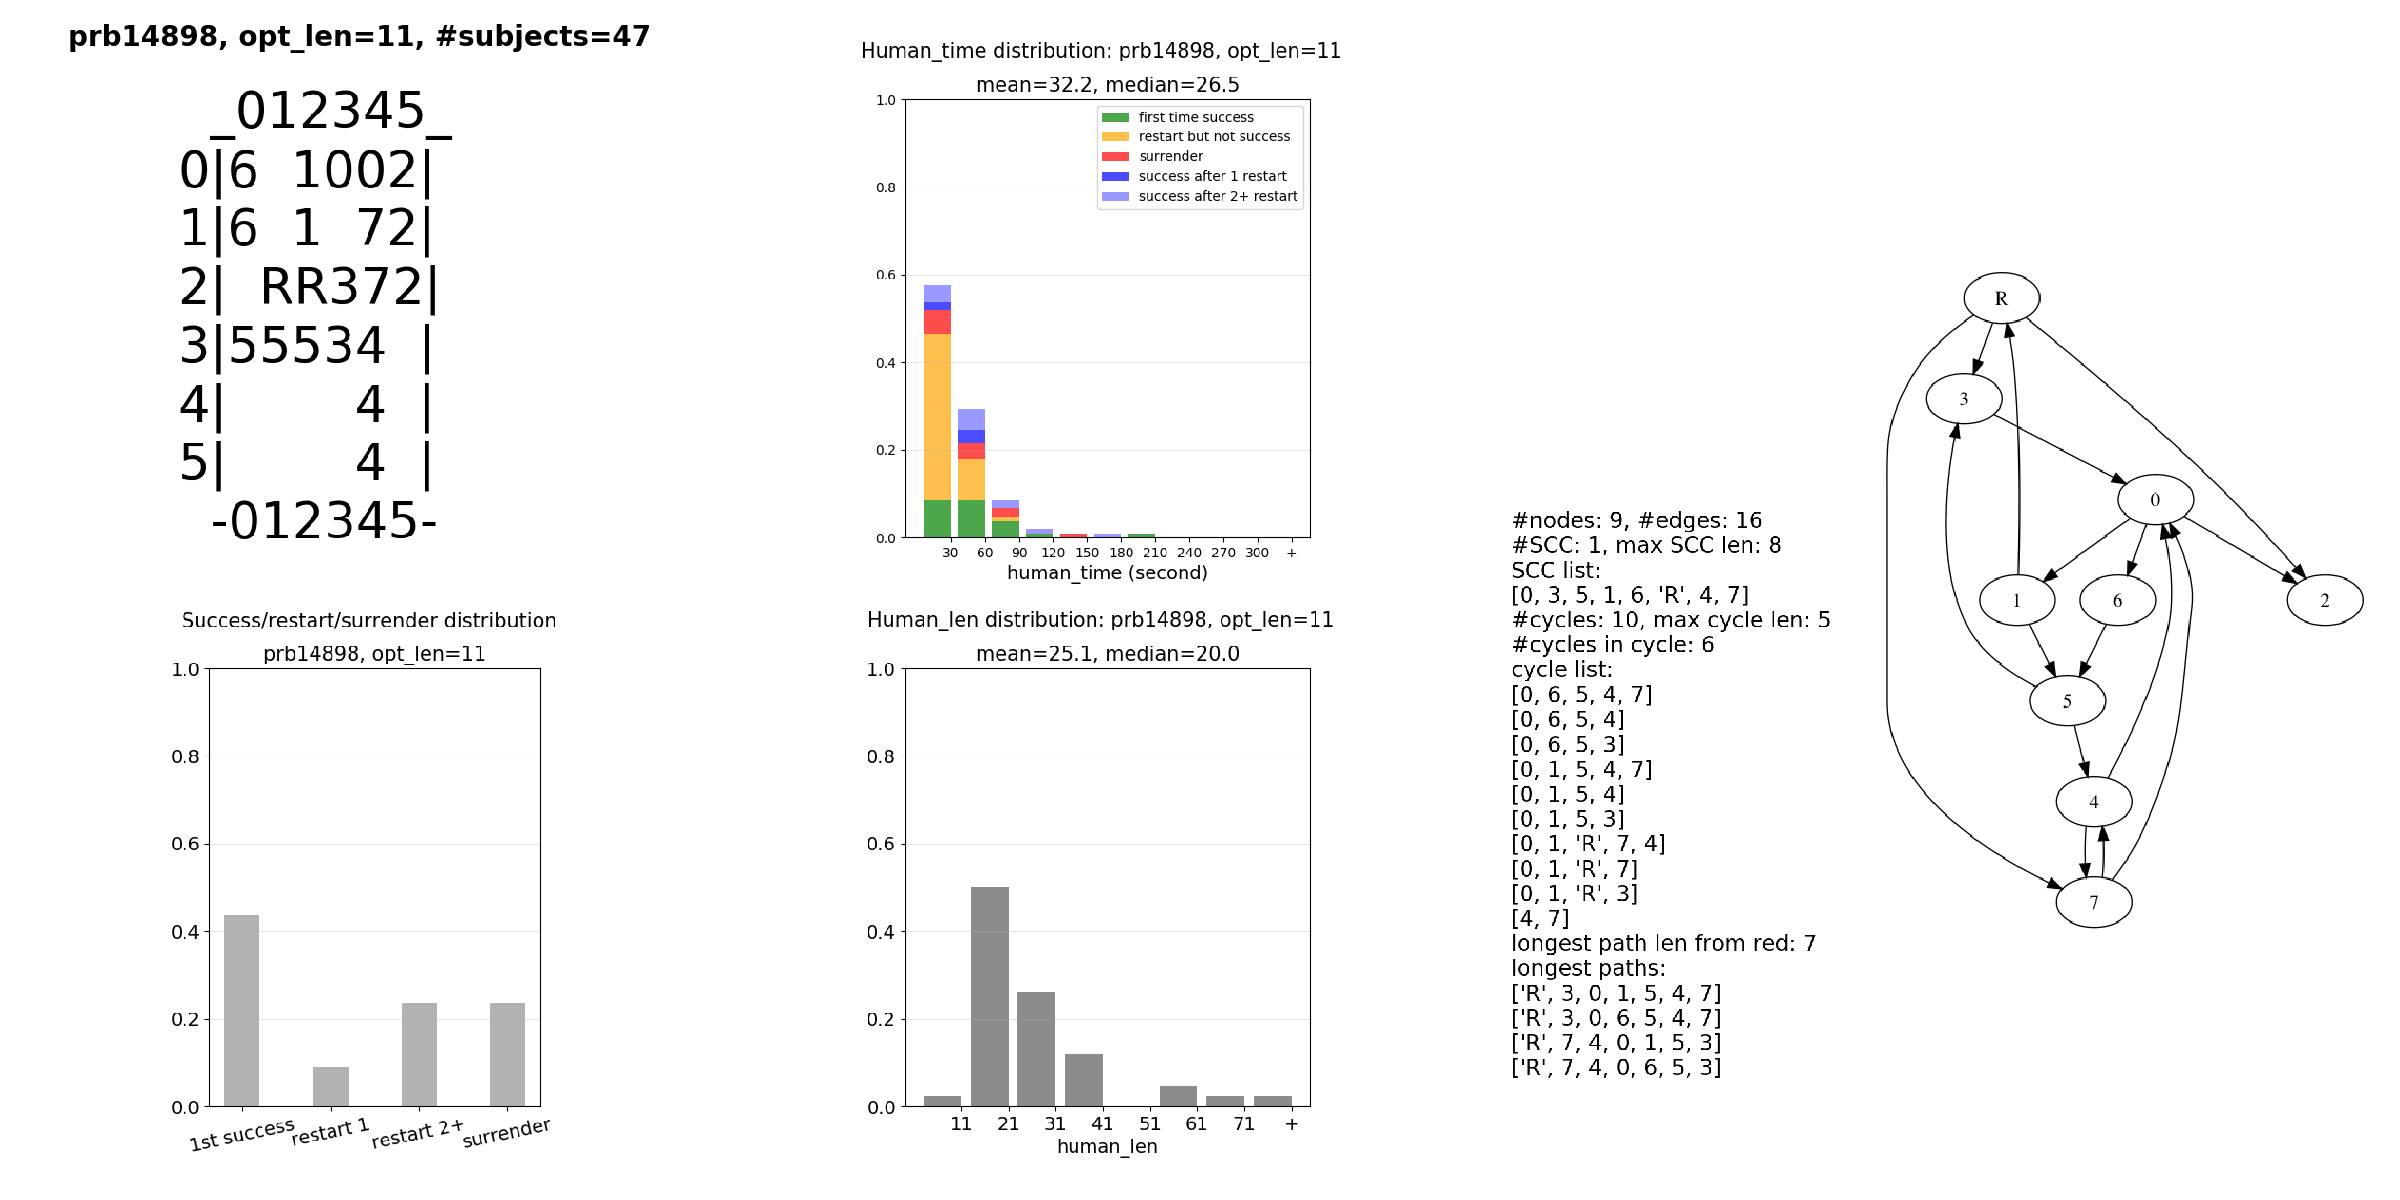 prb14898, opt_len=11, #subjects=47
_012345_
0|6  1002|
1|6  1  72|
2|  RR372|
3|55534  |
4|        4  |
5|        4  |
-012345-
Human_time distribution: prb14898, opt_len=11
mean=32.2, median=26.5
1.0
0.8
0.6
0.4
0.2
0.0
first time success
restart but not success
surrender
success after 1 restart
success after 2+ restart
30 60 90 120 150 180 210 240 270 300 +
human_time (second)
Success/restart/surrender distribution
prb14898, opt_len=11
1.0
0.8
0.6
0.4
0.2
0.0
1st success restart 1 restart 2+ surrender
Human_len distribution: prb14898, opt_len=11
mean=25.1, median=20.0
1.0
0.8
0.6
0.4
0.2
0.0
11 21 31 41 51 61 71 +
human_len
#nodes: 9, #edges: 16
#SCC: 1, max SCC len: 8
SCC list:
[0, 3, 5, 1, 6, 'R', 4, 7]
#cycles: 10, max cycle len: 5
#cycles in cycle: 6
cycle list:
[0, 6, 5, 4, 7]
[0, 6, 5, 4]
[0, 6, 5, 3]
[0, 1, 5, 4, 7]
[0, 1, 5, 4]
[0, 1, 5, 3]
[0, 1, 'R', 7, 4]
[0, 1, 'R', 7]
[0, 1, 'R', 3]
[4, 7]
longest path len from red: 7
longest paths:
['R', 3, 0, 1, 5, 4, 7]
['R', 3, 0, 6, 5, 4, 7]
['R', 7, 4, 0, 1, 5, 3]
['R', 7, 4, 0, 6, 5, 3]
R
3
0
1 6 2
5
4
7